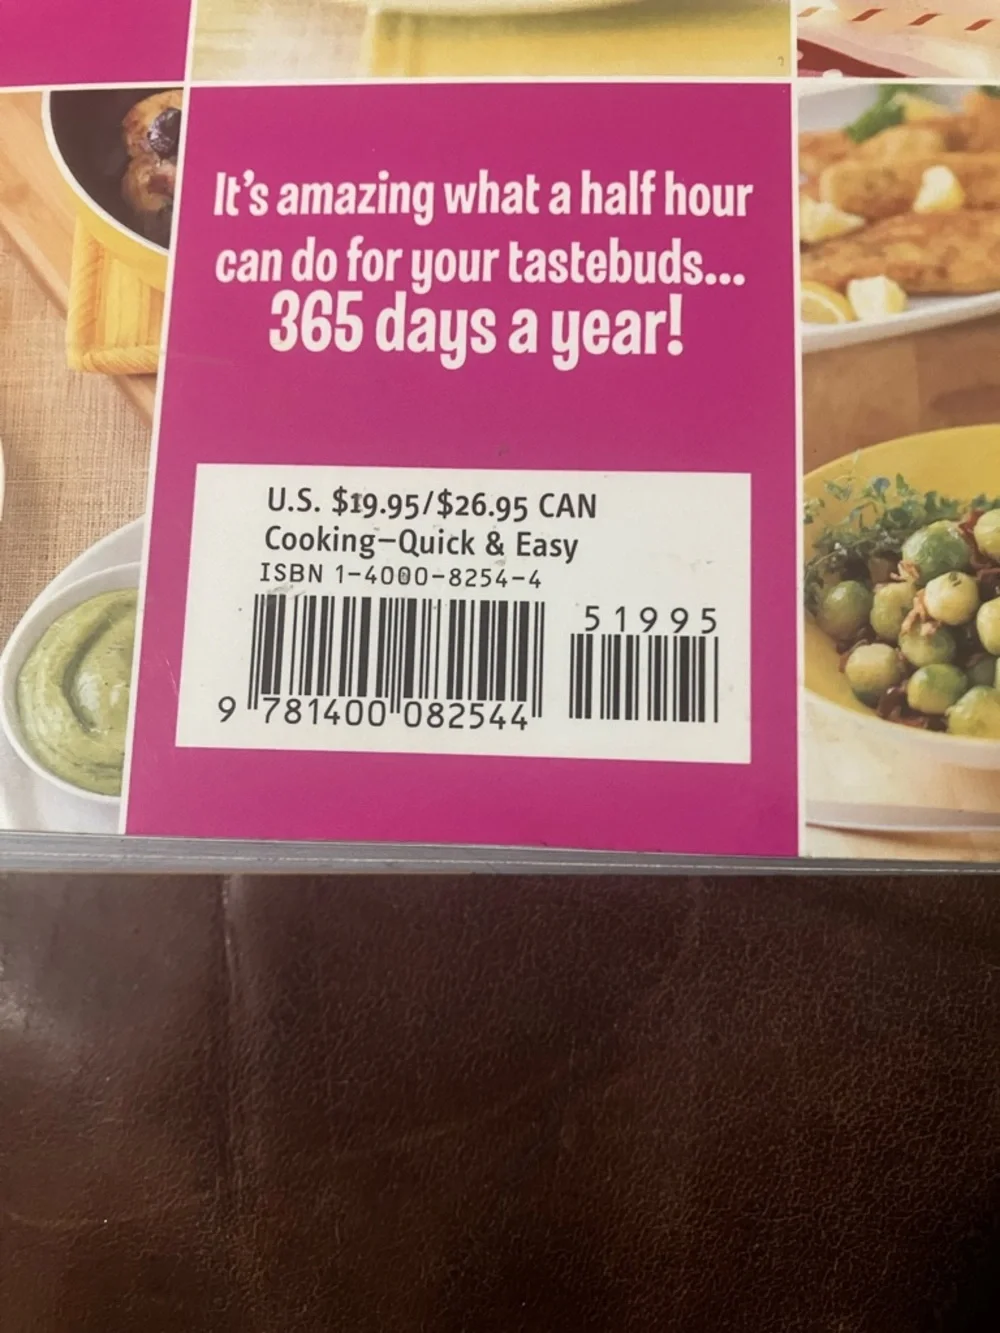 It's amazing what a half hour
can do for your tastebuds...
365 days a year!
U.S. $19.95/$26.95 CAN
Cooking—Quick & Easy
ISBN 1-4000-8254-4
51995
9 781400 082544